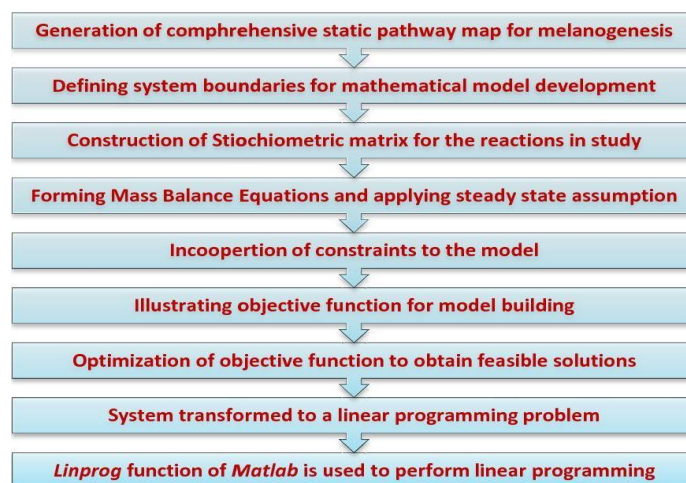 Generation of comphrehensive static pathway map for melanogenesis
Defining system boundaries for mathematical model development
Construction of Stiochiometric matrix for the reactions in study
Forming Mass Balance Equations and applying steady state assumption
Incoopertion of constraints to the model
Illustrating objective function for model building
Optimization of objective function to obtain feasible solutions
System transformed to a linear programming problem
Linprog function of Matlab is used to perform linear programming